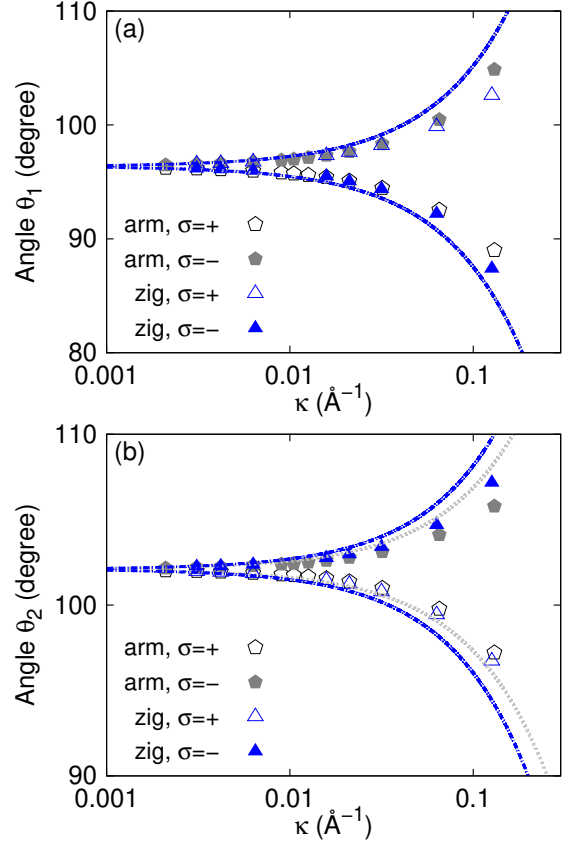 110
(a)
100
90
80
Angle θ₁ (degree)
arm, σ=+
arm, σ=−
zig, σ=+
zig, σ=−
0.001 0.01 0.1
κ (Å⁻¹)
110
(b)
100
90
Angle θ₂ (degree)
arm, σ=+
arm, σ=−
zig, σ=+
zig, σ=−
0.001 0.01 0.1
κ (Å⁻¹)